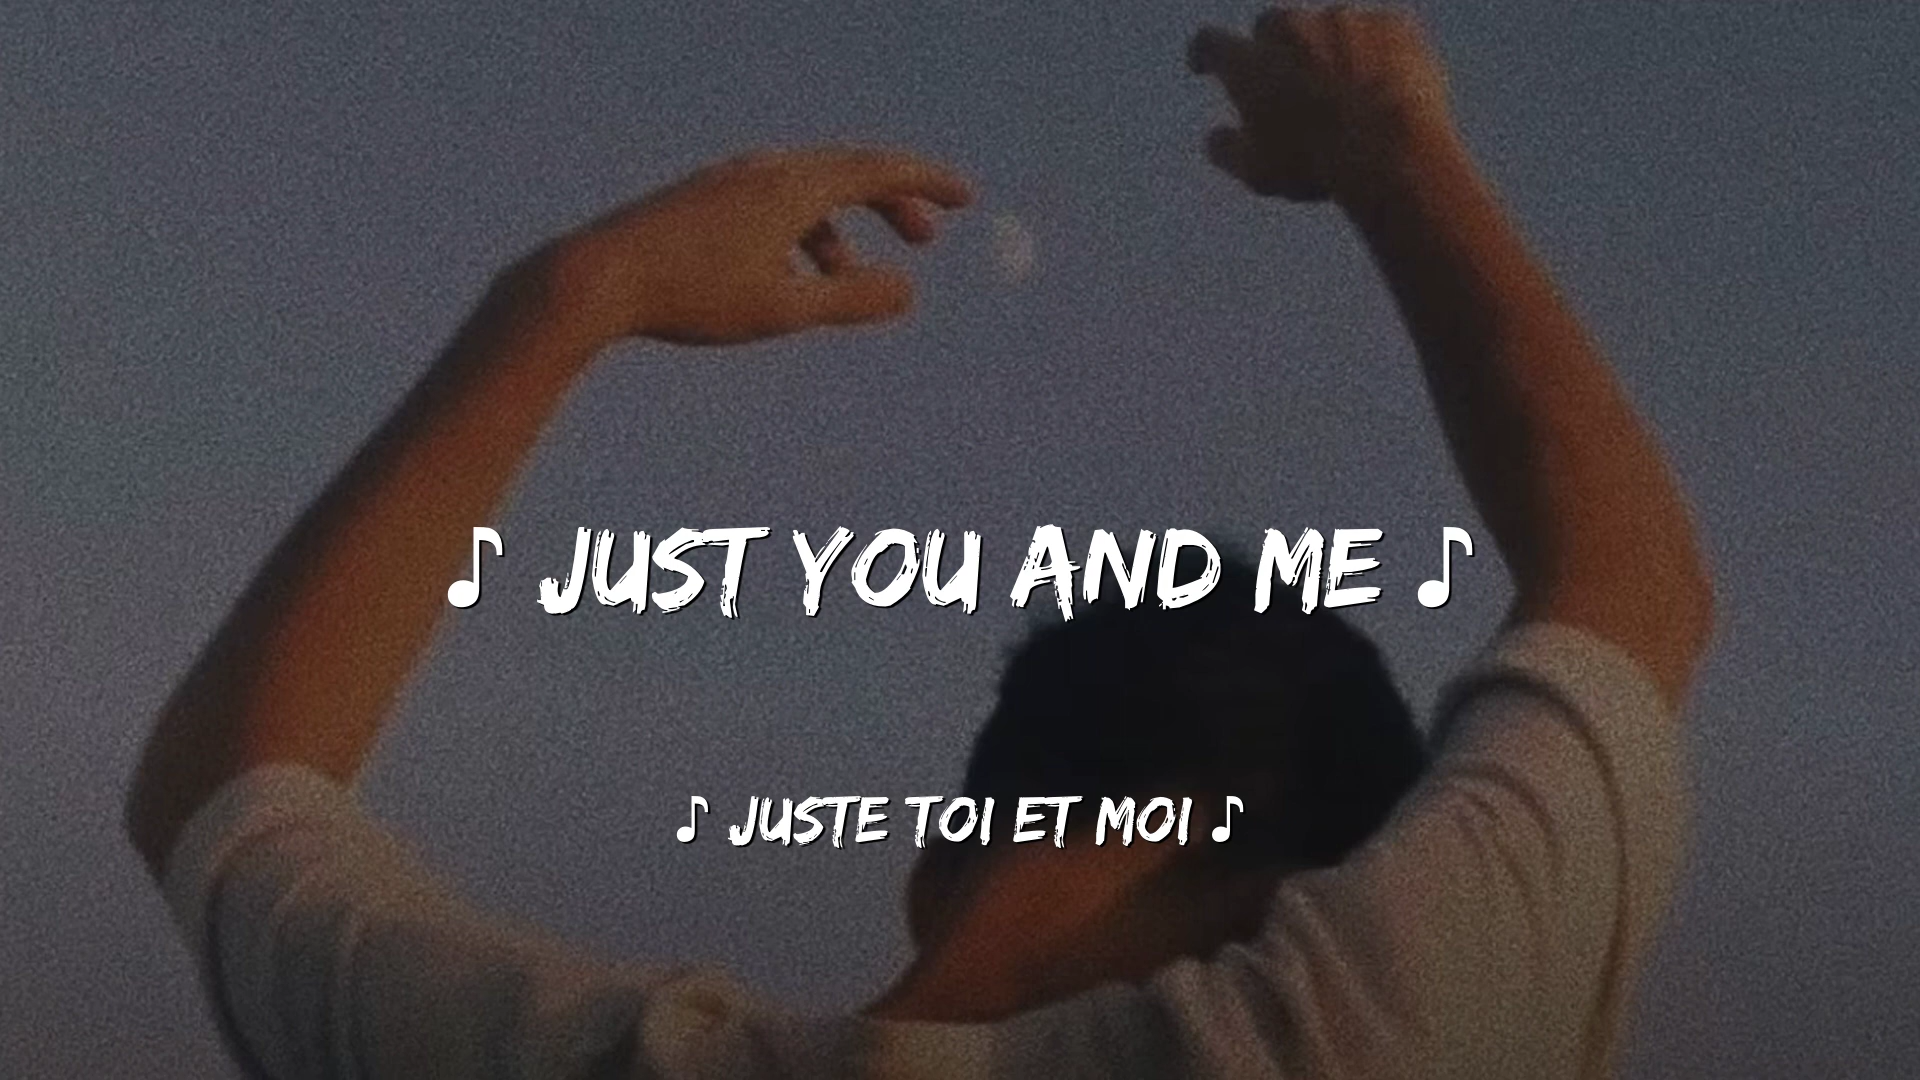 ♪ JUST YOU AND ME ♪
♪ JUSTE TOI ET MOI ♪